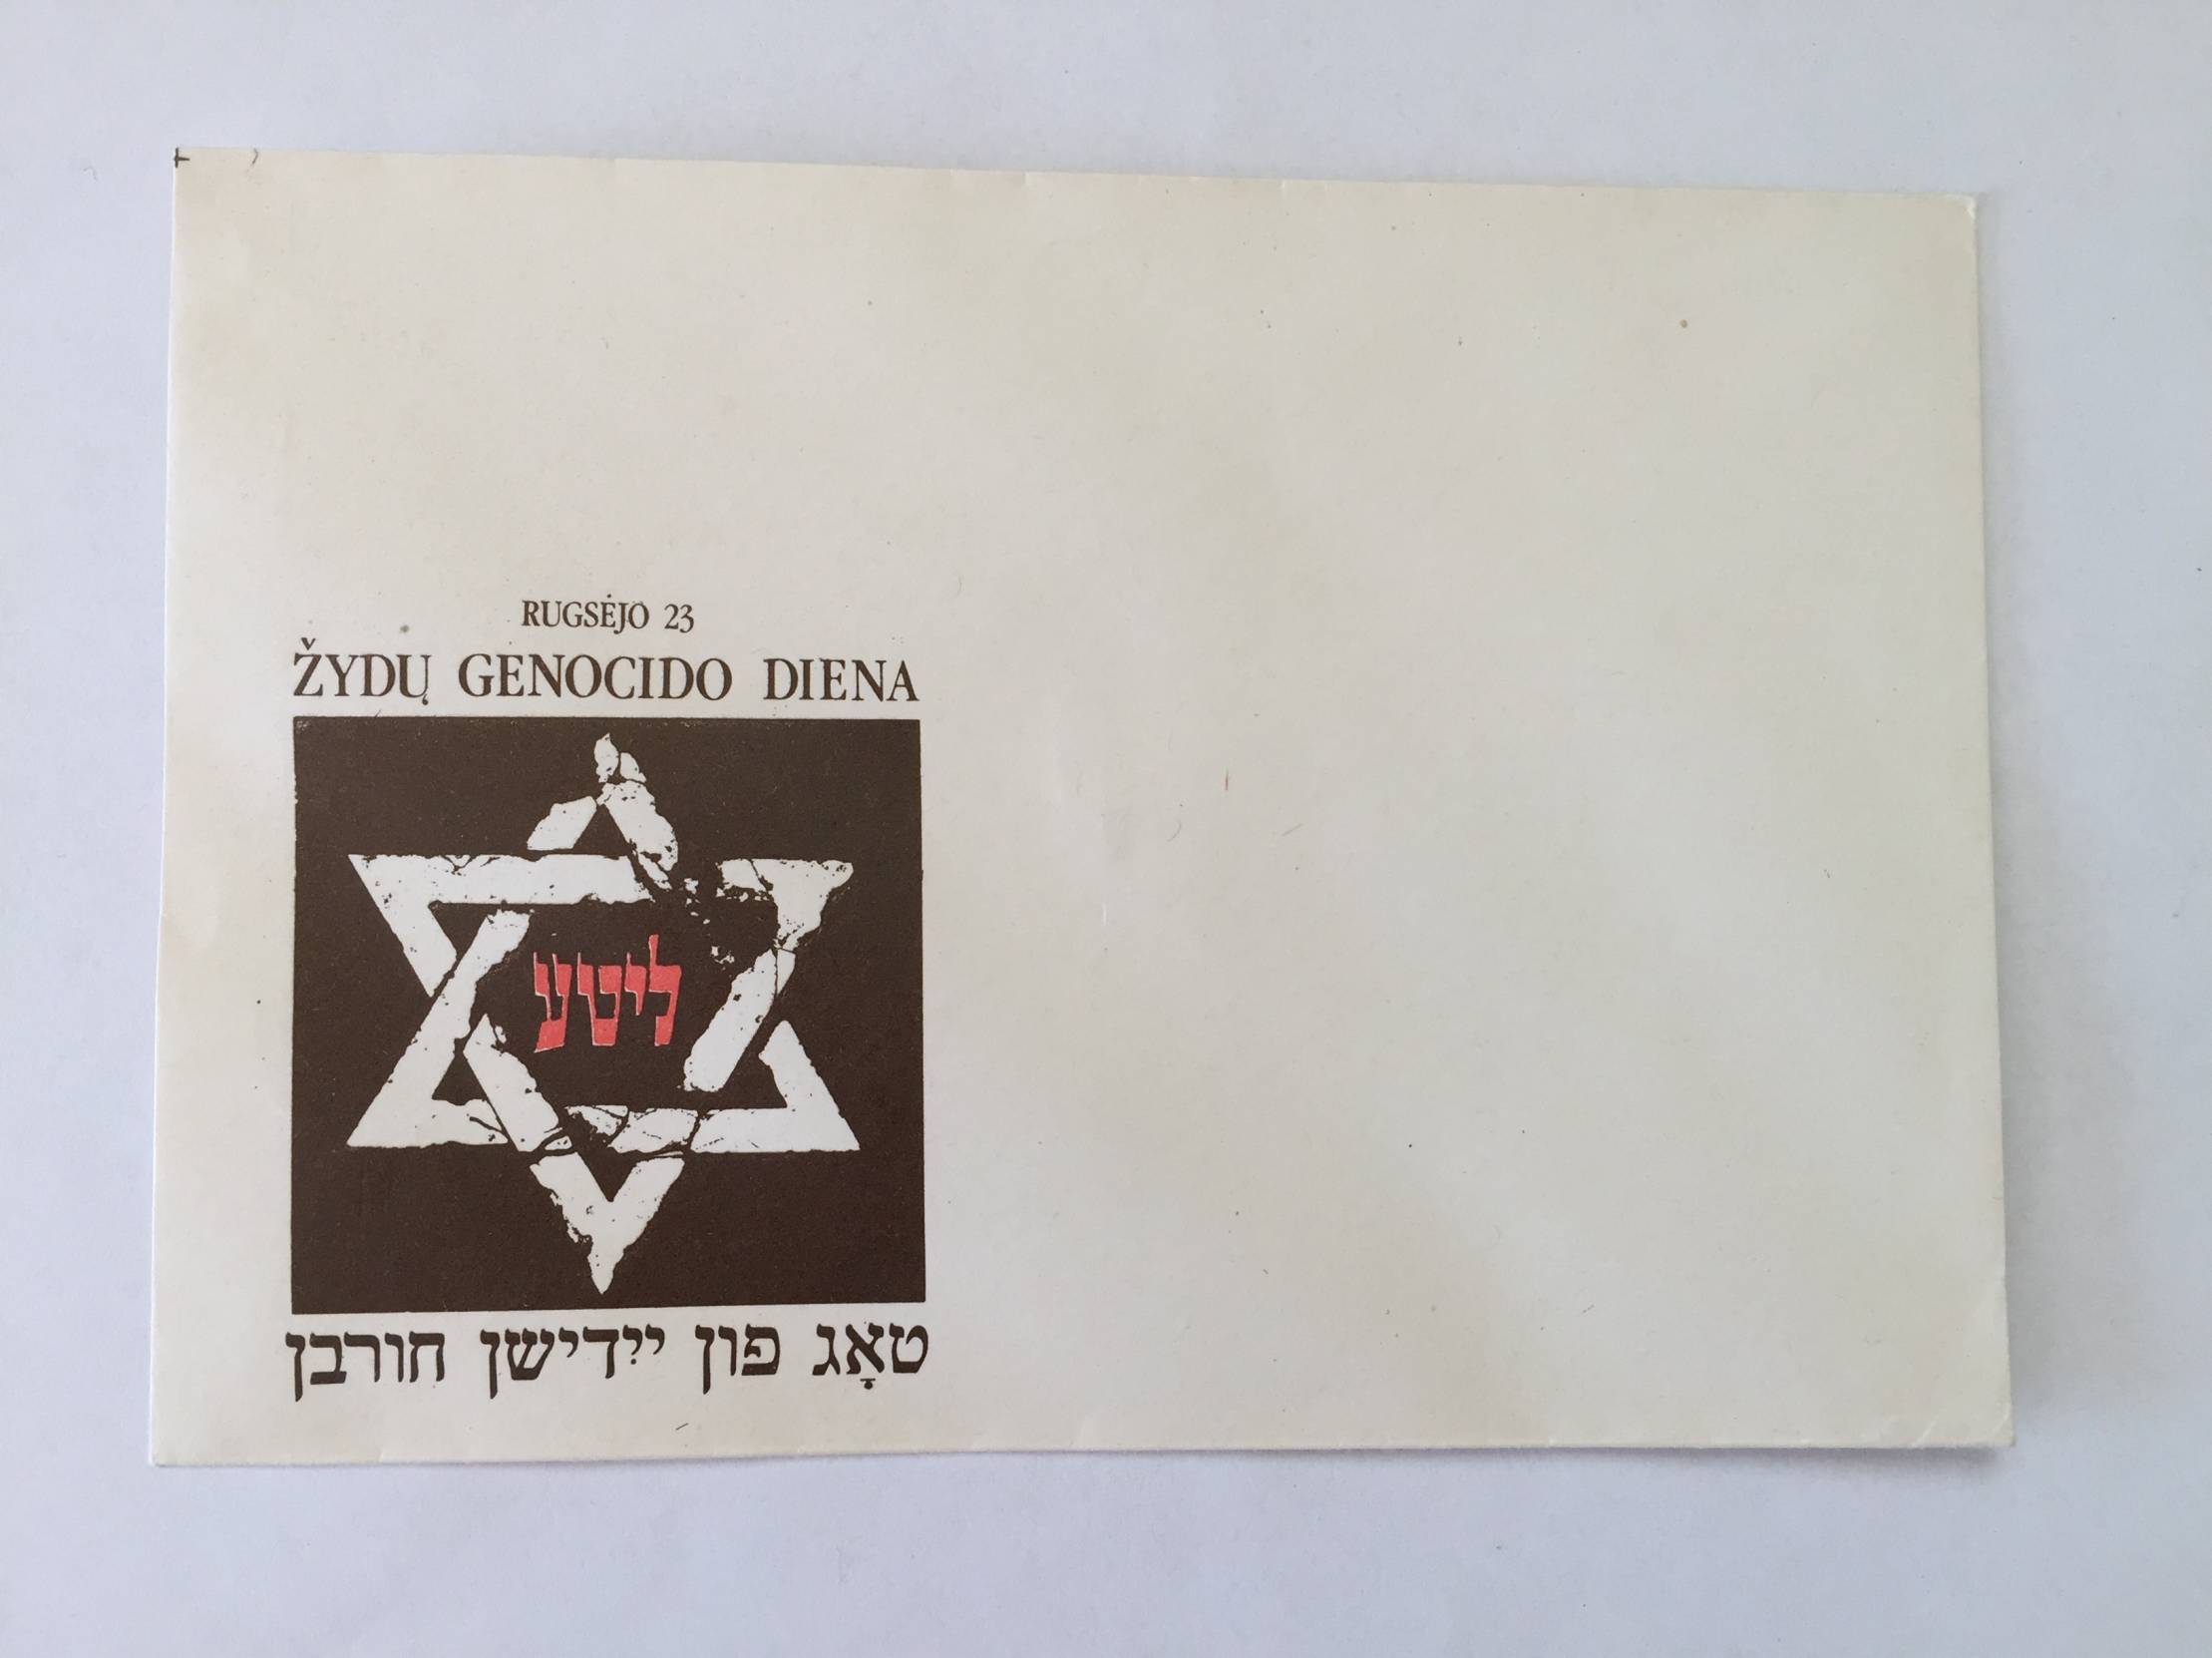 RUGSĖJO 23
ŽYDŲ GENOCIDO DIENA
ליטע
טאָג פון ייִדישן חורבן